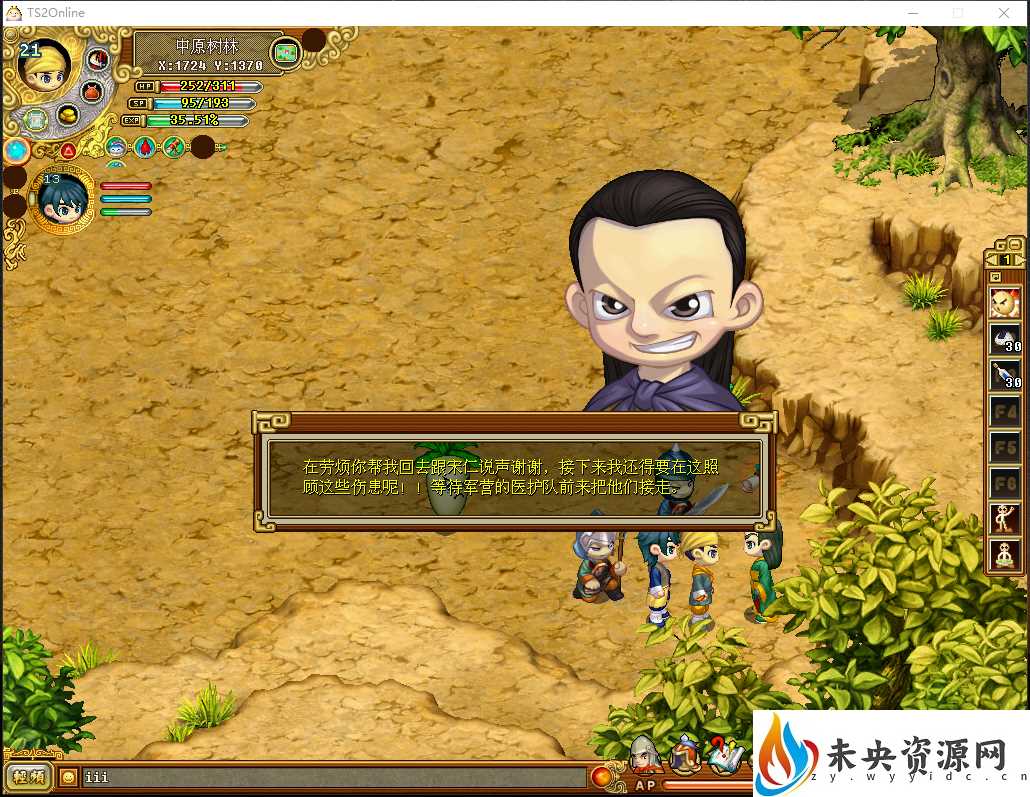 TS2Online
21
中原树林
X:1724 Y:1370
HP 252/311
SP 95/193
EXP 35.51%
13
1
30
30
F4
F5
F6
在劳烦你帮我回去跟宋仁说声谢谢，接下来我还得要在这照
顾这些伤患呢！！等待军营的医护队前来把他们接走。
輕頻
iii
AP
未央资源网
zy.wyyidc.cn